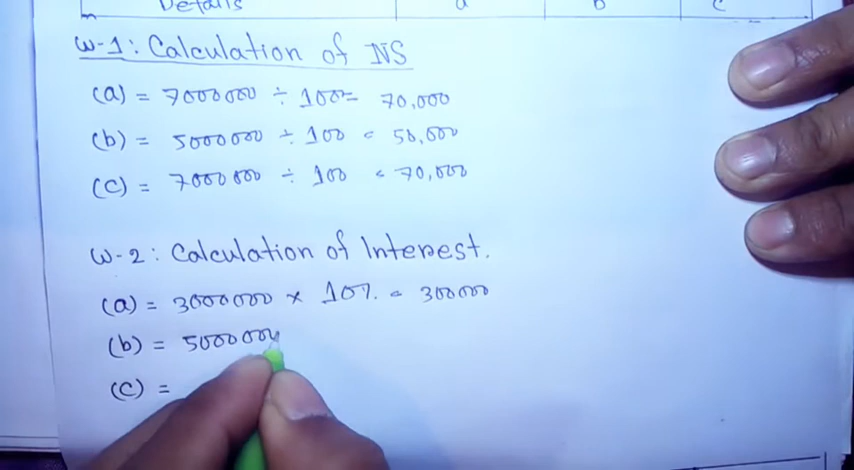 Details a b c
W-1: Calculation of NS
(a) = 7000000 ÷ 100 = 70,000
(b) = 5000000 ÷ 100 = 50,000
(c) = 7000000 ÷ 100 = 70,000
W-2: Calculation of Interest.
(a) = 3000000 × 10% = 300000
(b) = 5000000
(c) =